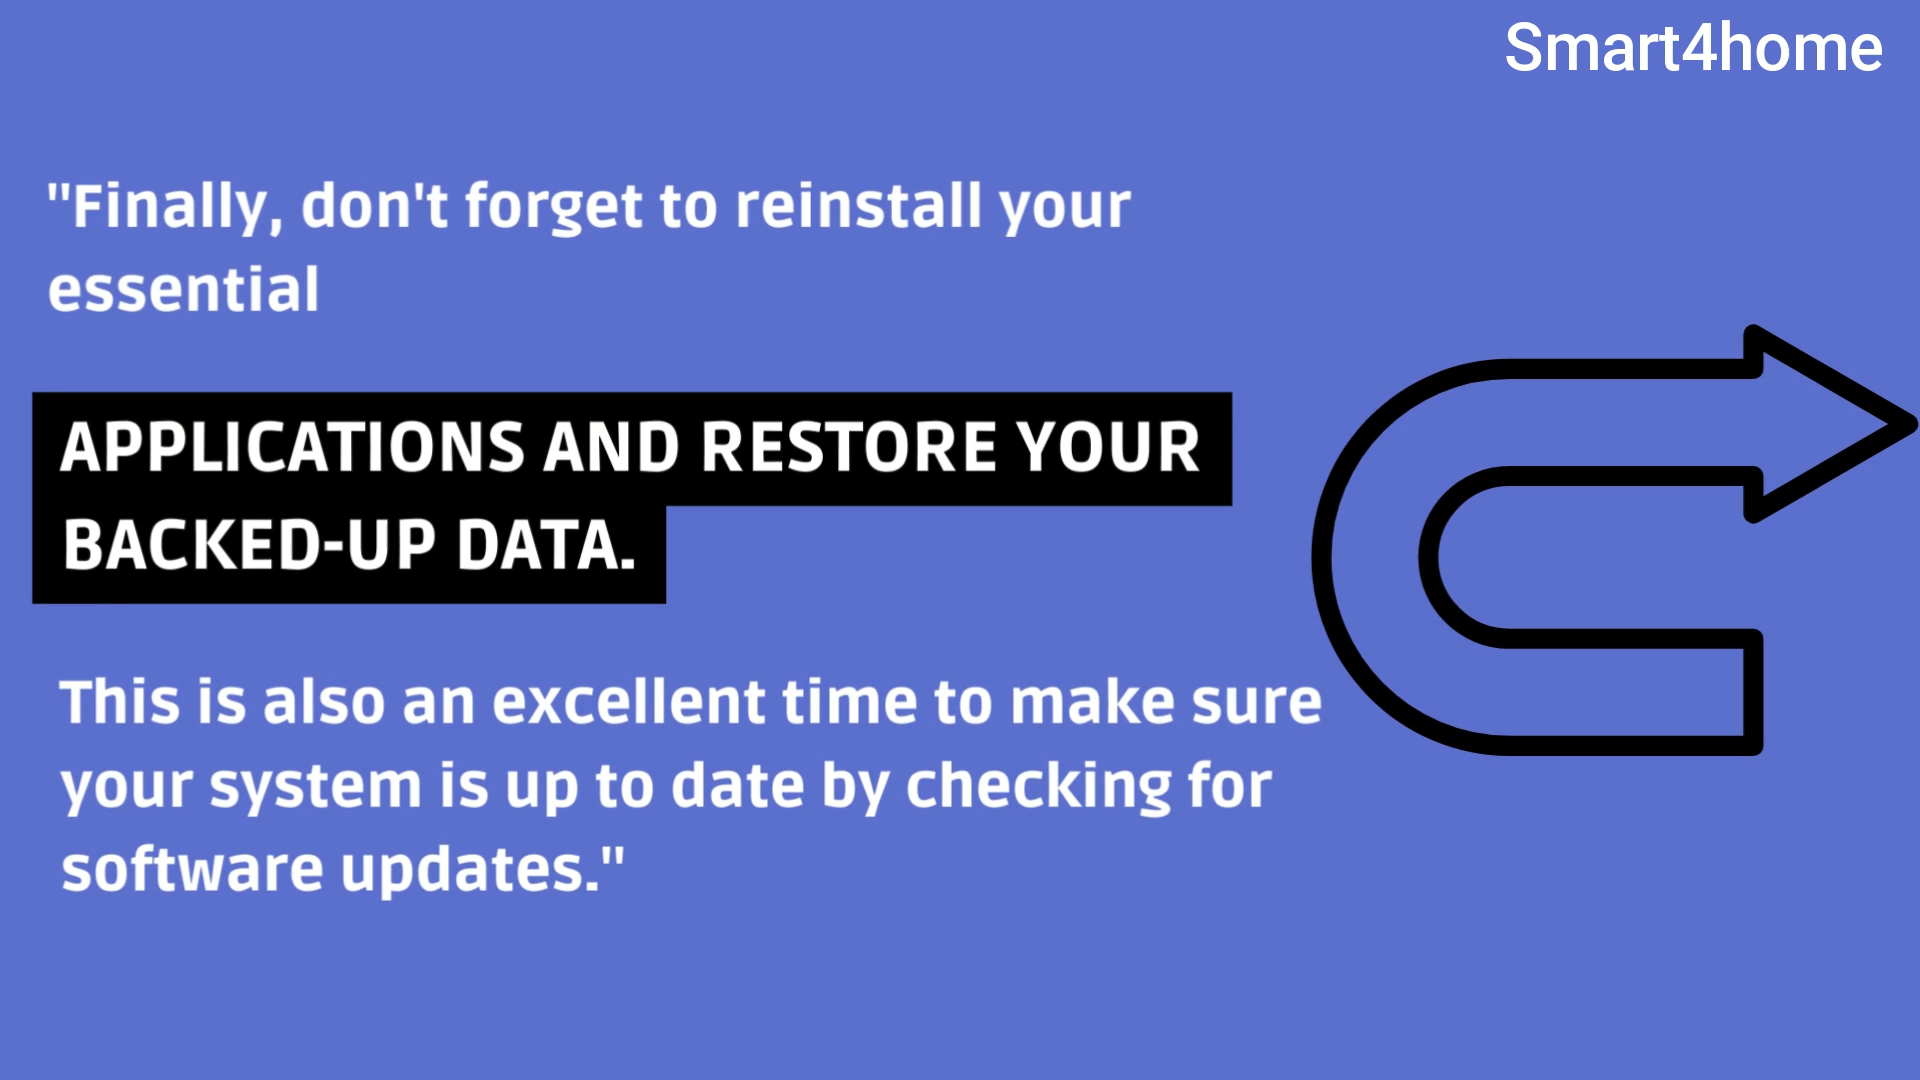 Smart4home
"Finally, don't forget to reinstall your
essential
APPLICATIONS AND RESTORE YOUR
BACKED-UP DATA.
This is also an excellent time to make sure
your system is up to date by checking for
software updates."